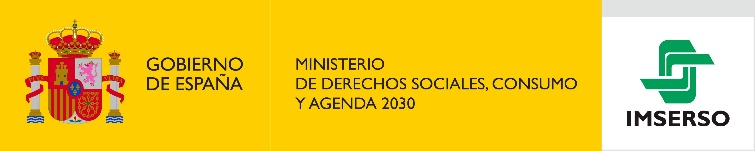 GOBIERNO
DE ESPAÑA
MINISTERIO
DE DERECHOS SOCIALES, CONSUMO
Y AGENDA 2030
IMSERSO